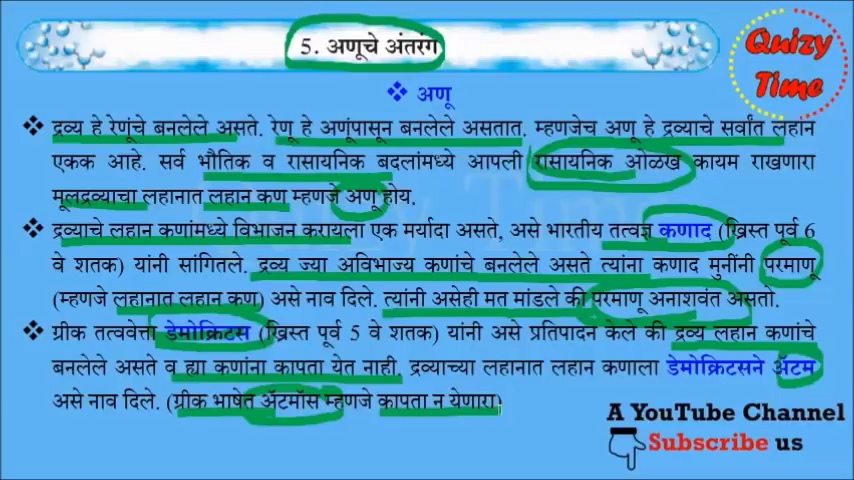 5. अणूचे अंतरंग
Quizy
Time
❖ अणू
❖ द्रव्य हे रेणूंचे बनलेले असते. रेणू हे अणूंपासून बनलेले असतात. म्हणजेच अणू हे द्रव्याचे सर्वांत लहान
एकक आहे. सर्व भौतिक व रासायनिक बदलांमध्ये आपली रासायनिक ओळख कायम राखणारा
मूलद्रव्याचा लहानात लहान कण म्हणजे अणू होय.
❖ द्रव्याचे लहान कणांमध्ये विभाजन करायला एक मर्यादा असते, असे भारतीय तत्वज्ञ कणाद (ख्रिस्त पूर्व 6
वे शतक) यांनी सांगितले. द्रव्य ज्या अविभाज्य कणांचे बनलेले असते त्यांना कणाद मुनींनी परमाणू
(म्हणजे लहानात लहान कण) असे नाव दिले. त्यांनी असेही मत मांडले की परमाणू अनाशवंत असतो.
❖ ग्रीक तत्ववेत्ता डेमोक्रिटस (ख्रिस्त पूर्व 5 वे शतक) यांनी असे प्रतिपादन केले की द्रव्य लहान कणांचे
बनलेले असते व ह्या कणांना कापता येत नाही. द्रव्याच्या लहानात लहान कणाला डेमोक्रिटसने ॲटम
असे नाव दिले. (ग्रीक भाषेत ॲटमॉस म्हणजे कापता न येणारा)
A YouTube Channel
Subscribe us